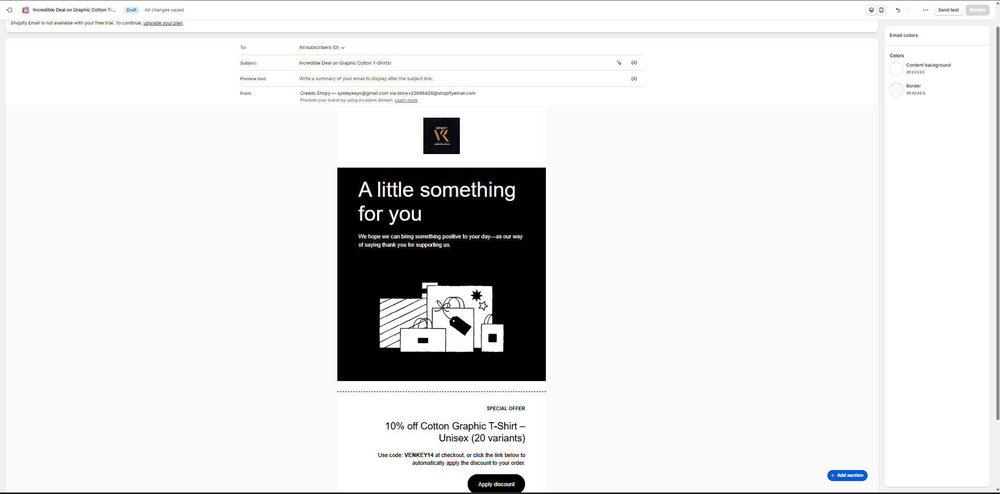 Incredible Deal on Graphic Cotton T-...
Draft
All changes saved
Send test
Review
Shopify Email is not available with your free trial. To continue, upgrade your plan.
To:
All subscribers (0)
Subject:
Incredible Deal on Graphic Cotton T-Shirts!
Preview text:
Write a summary of your email to display after the subject line.
From:
Creeds Shopy — spideykeyo@gmail.com via store+23686426@shopifyemail.com
Promote your brand by using a custom domain. Learn more
Email colors
Colors
Content background
#FFFFFF
Border
#FAFAFA
VENKEY
VK
A little something
for you
We hope we can bring something positive to your day—as our way
of saying thank you for supporting us.
SPECIAL OFFER
10% off Cotton Graphic T-Shirt –
Unisex (20 variants)
Use code: VENKEY14 at checkout, or click the link below to
automatically apply the discount to your order.
Apply discount
+ Add section